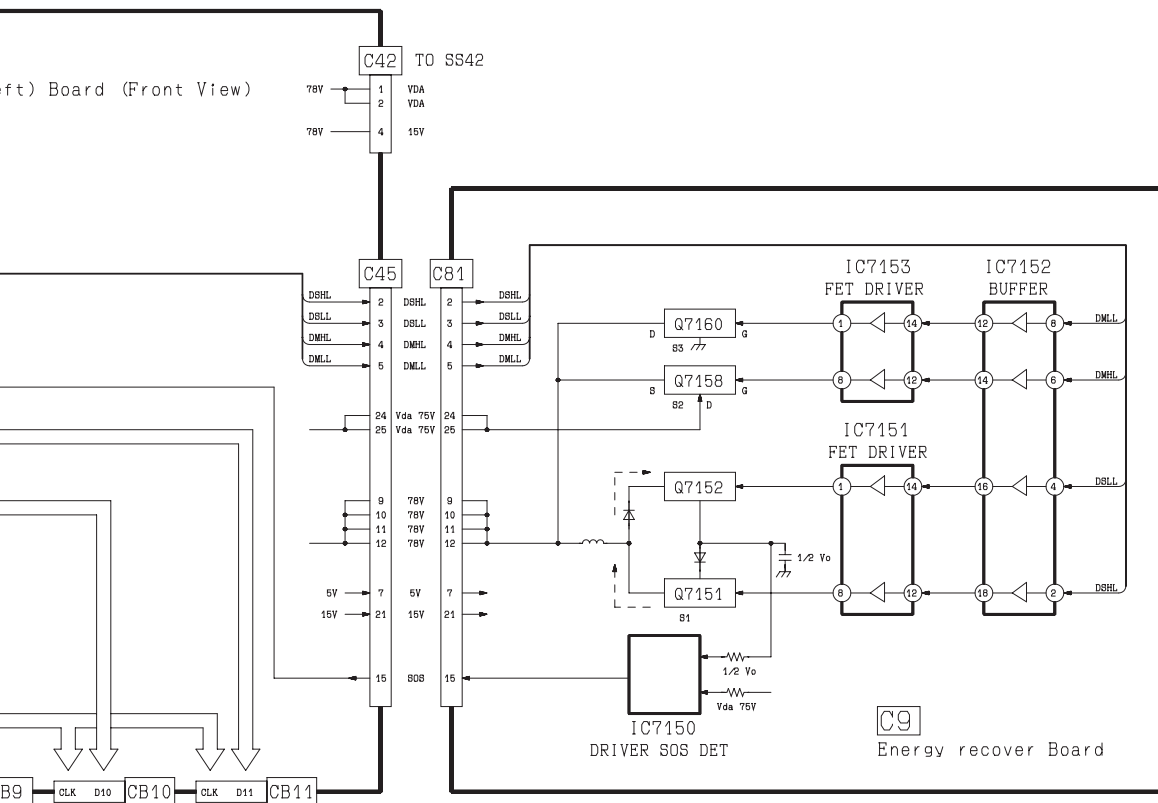 C42 TO SS42
eft) Board (Front View)
78V 1 VDA
2 VDA
78V 4 15V
C45 C81
DSHL 2 DSHL 2 DSHL
DSLL 3 DSLL 3 DSLL
DMHL 4 DMHL 4 DMHL
DMLL 5 DMLL 5 DMLL
24 Vda 75V 24
25 Vda 75V 25
9 78V 9
10 78V 10
11 78V 11
12 78V 12
5V 7 5V 7
15V 21 15V 21
15 SOS 15
IC7153
FET DRIVER
IC7152
BUFFER
D Q7160 G 1 14 12 8 DMLL
S3
S Q7158 G 8 12 14 6 DMHL
S2 D
IC7151
FET DRIVER
Q7152 1 14 16 4 DSLL
1/2 Vo
Q7151 8 12 18 2 DSHL
S1
1/2 Vo
Vda 75V
IC7150
DRIVER SOS DET
C9
Energy recover Board
B9 CLK D10 CB10 CLK D11 CB11